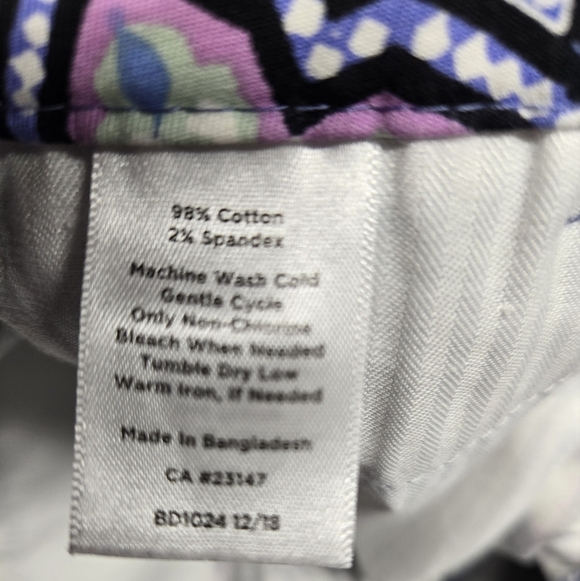 98% Cotton
2% Spandex
Machine Wash Cold
Gentle Cycle
Only Non-Chlorine
Bleach When Needed
Tumble Dry Low
Warm Iron, If Needed
Made in Bangladesh
CA #23147
BD1024 12/18